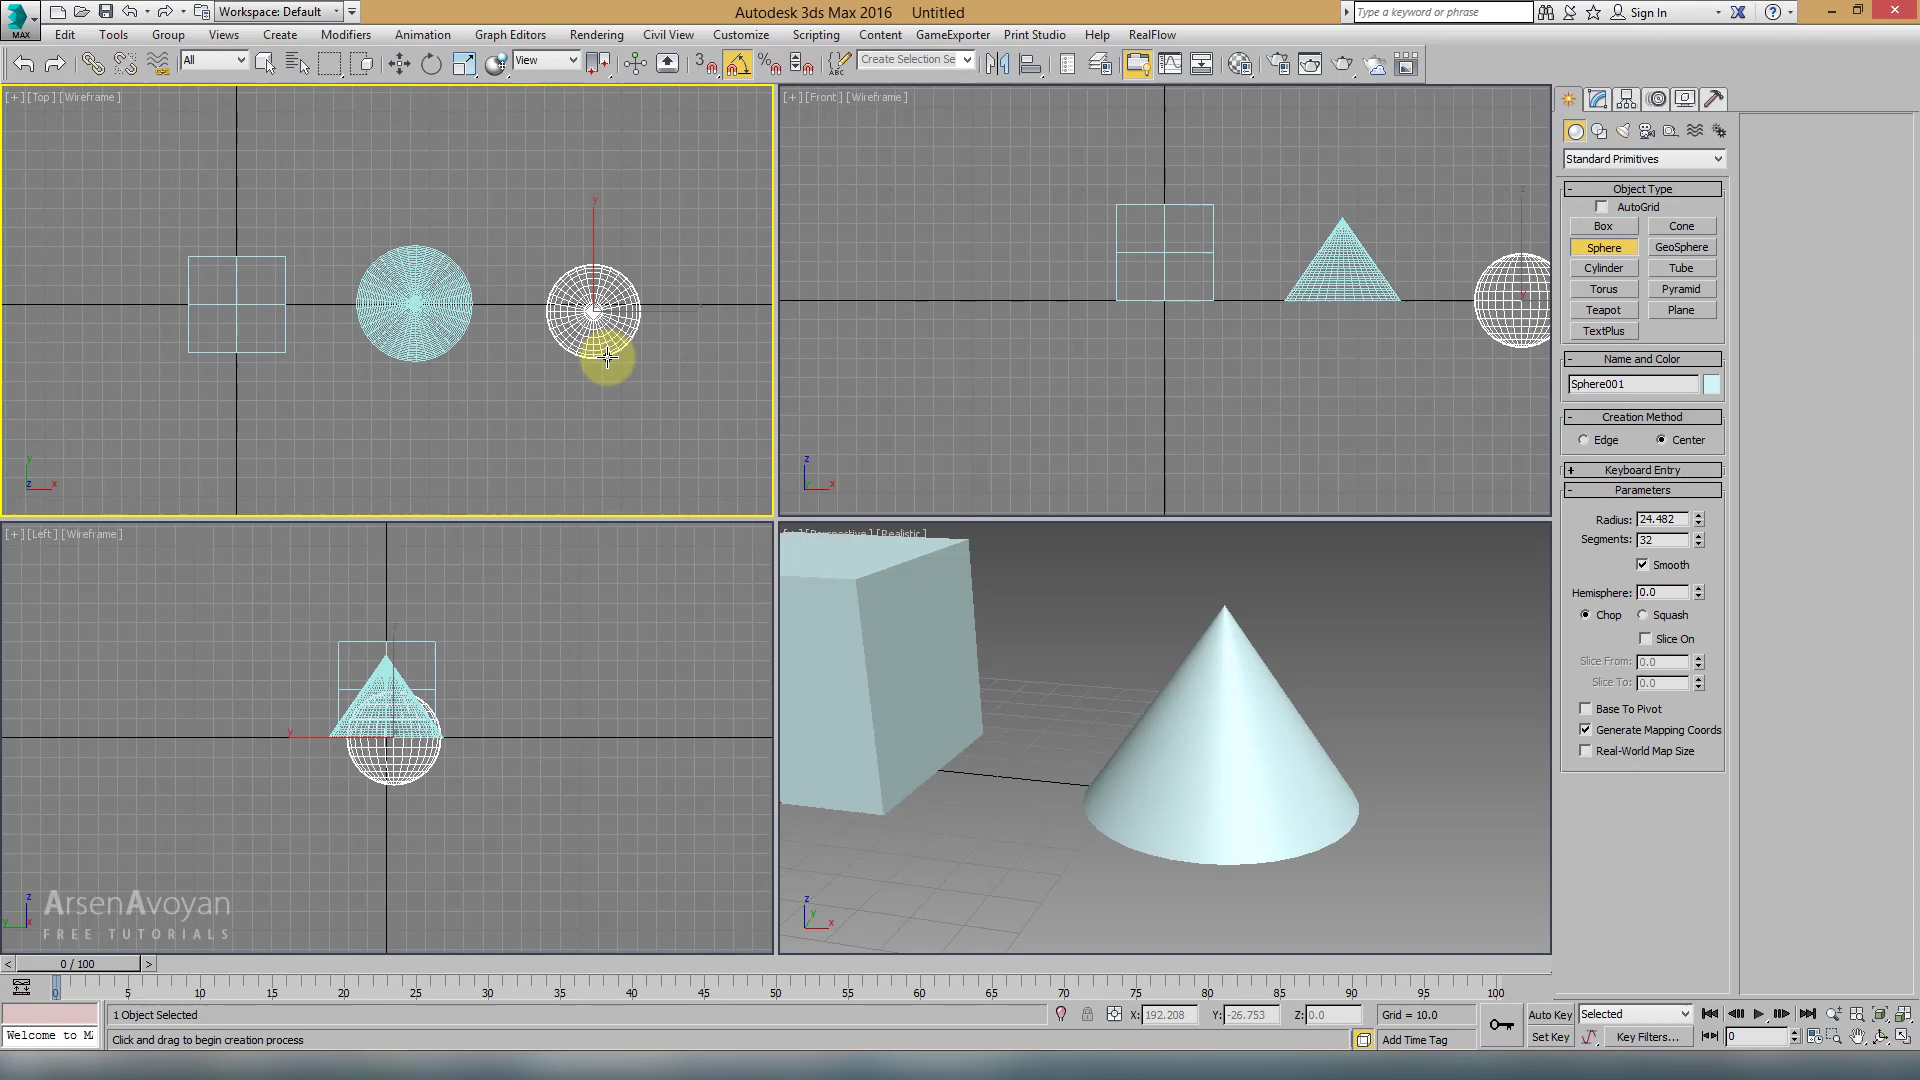 Workspace: Default
Autodesk 3ds Max 2016 Untitled
Type a keyword or phrase
Sign In
MAX
Edit Tools Group Views Create Modifiers Animation Graph Editors Rendering Civil View Customize Scripting Content GameExporter Print Studio Help RealFlow
All
View
3
%
ABC
Create Selection Se
[+] [Top] [Wireframe]
[+] [Front] [Wireframe]
[+] [Left] [Wireframe]
[+] [Perspective] [Realistic]
Standard Primitives
Object Type
AutoGrid
Box Cone
Sphere GeoSphere
Cylinder Tube
Torus Pyramid
Teapot Plane
TextPlus
Name and Color
Sphere001
Creation Method
Edge Center
Keyboard Entry
Parameters
Radius: 24.482
Segments: 32
Smooth
Hemisphere: 0.0
Chop Squash
Slice On
Slice From: 0.0
Slice To: 0.0
Base To Pivot
Generate Mapping Coords
Real-World Map Size
ArsenAvoyan
FREE TUTORIALS
< 0 / 100 >
0 5 10 15 20 25 30 35 40 45 50 55 60 65 70 75 80 85 90 95 100
1 Object Selected
X: 192.208 Y: -26.753 Z: 0.0
Grid = 10.0
Auto Key
Selected
Welcome to M
Click and drag to begin creation process
Add Time Tag
Set Key
Key Filters...
0